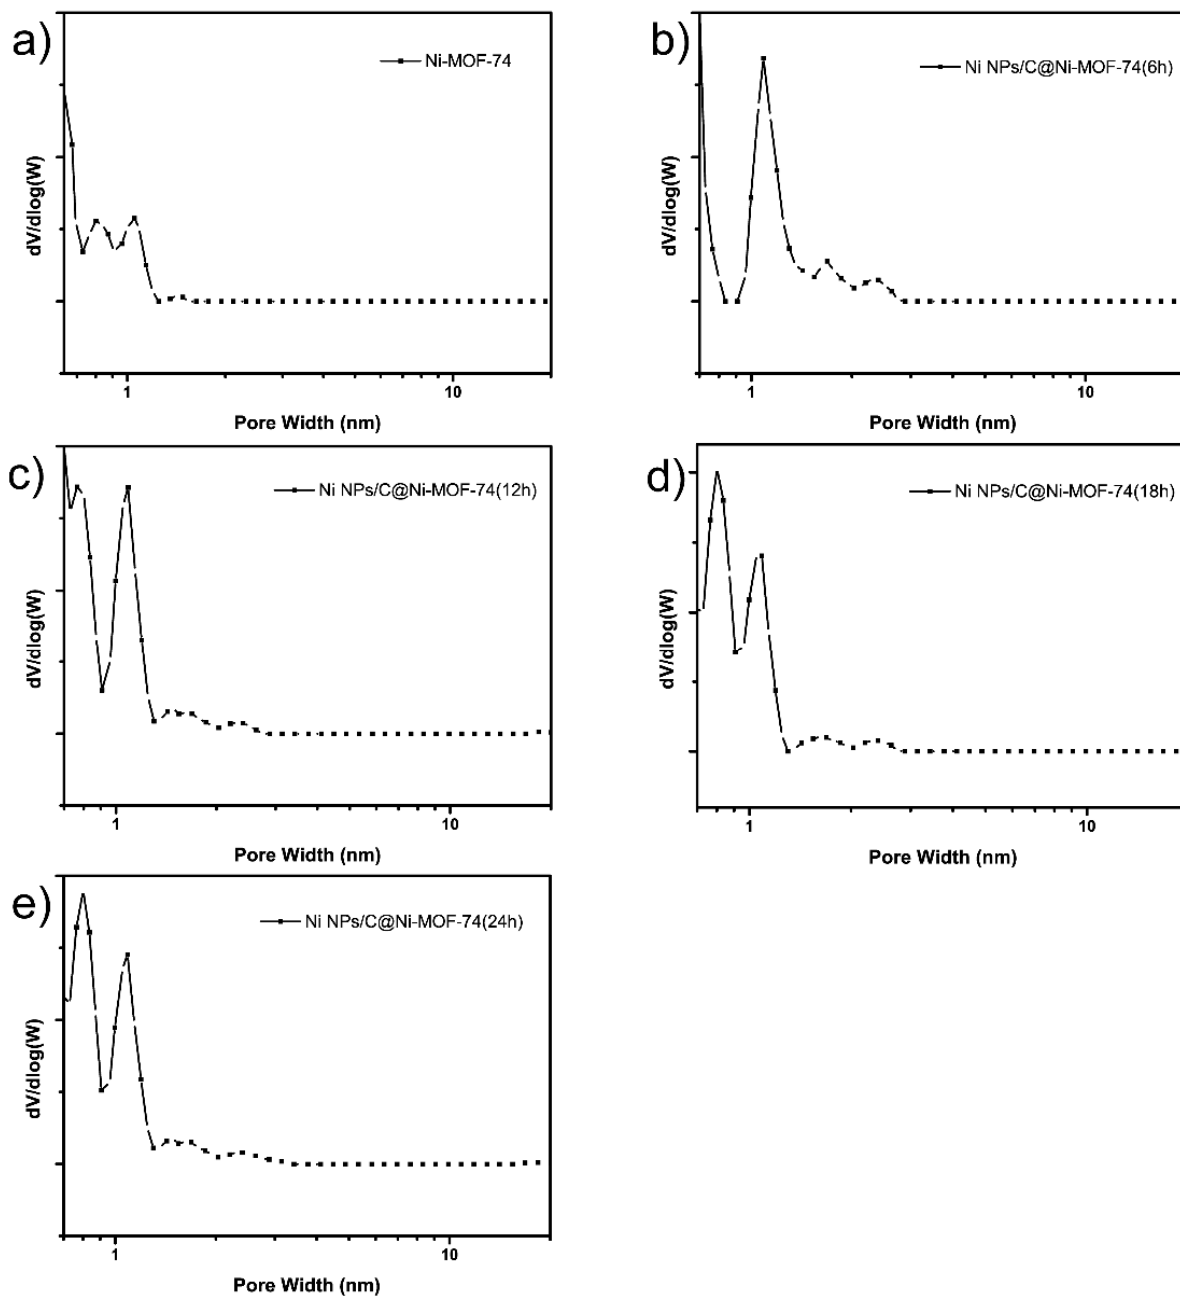 a)
Ni-MOF-74
dV/dlog(W)
1
10
Pore Width (nm)
b)
Ni NPs/C@Ni-MOF-74(6h)
dV/dlog(W)
1
10
Pore Width (nm)
c)
Ni NPs/C@Ni-MOF-74(12h)
dV/dlog(W)
1
10
Pore Width (nm)
d)
Ni NPs/C@Ni-MOF-74(18h)
dV/dlog(W)
1
10
Pore Width (nm)
e)
Ni NPs/C@Ni-MOF-74(24h)
dV/dlog(W)
1
10
Pore Width (nm)